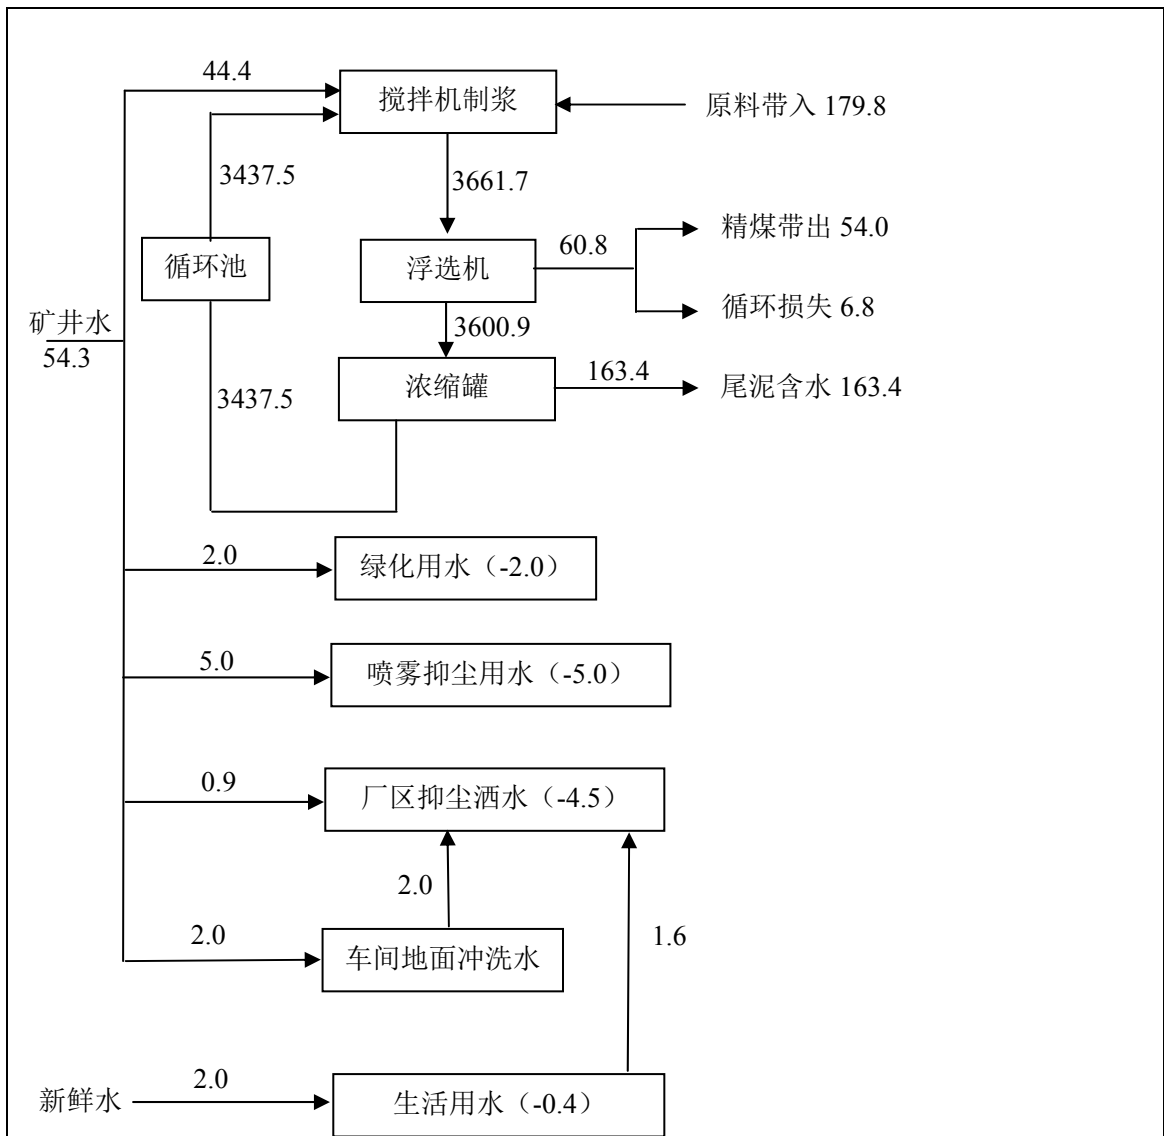 44.4
搅拌机制浆
原料带入 179.8
3437.5
3661.7
精煤带出 54.0
循环池
浮选机
60.8
循环损失 6.8
矿井水
54.3
3600.9
浓缩罐
163.4
尾泥含水 163.4
3437.5
2.0
绿化用水（-2.0）
5.0
喷雾抑尘用水（-5.0）
0.9
厂区抑尘洒水（-4.5）
2.0
2.0
车间地面冲洗水
1.6
新鲜水
2.0
生活用水（-0.4）